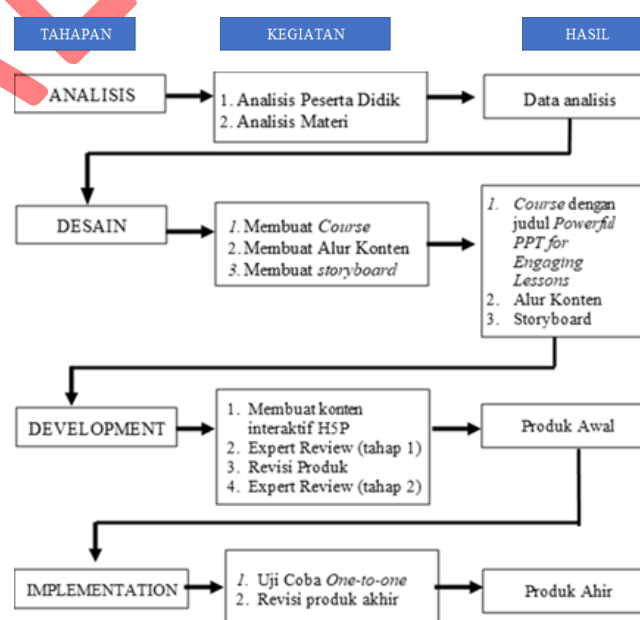 TAHAPAN
KEGIATAN
HASIL
ANALISIS
1. Analisis Peserta Didik
2. Analisis Materi
Data analisis
DESAIN
1. Membuat Course
2. Membuat Alur Konten
3. Membuat storyboard
1. Course dengan
judul Powerful
PPT for
Engaging
Lessons
2. Alur Konten
3. Storyboard
DEVELOPMENT
1. Membuat konten
interaktif H5P
2. Expert Review (tahap 1)
3. Revisi Produk
4. Expert Review (tahap 2)
Produk Awal
IMPLEMENTATION
1. Uji Coba One-to-one
2. Revisi produk akhir
Produk Ahir